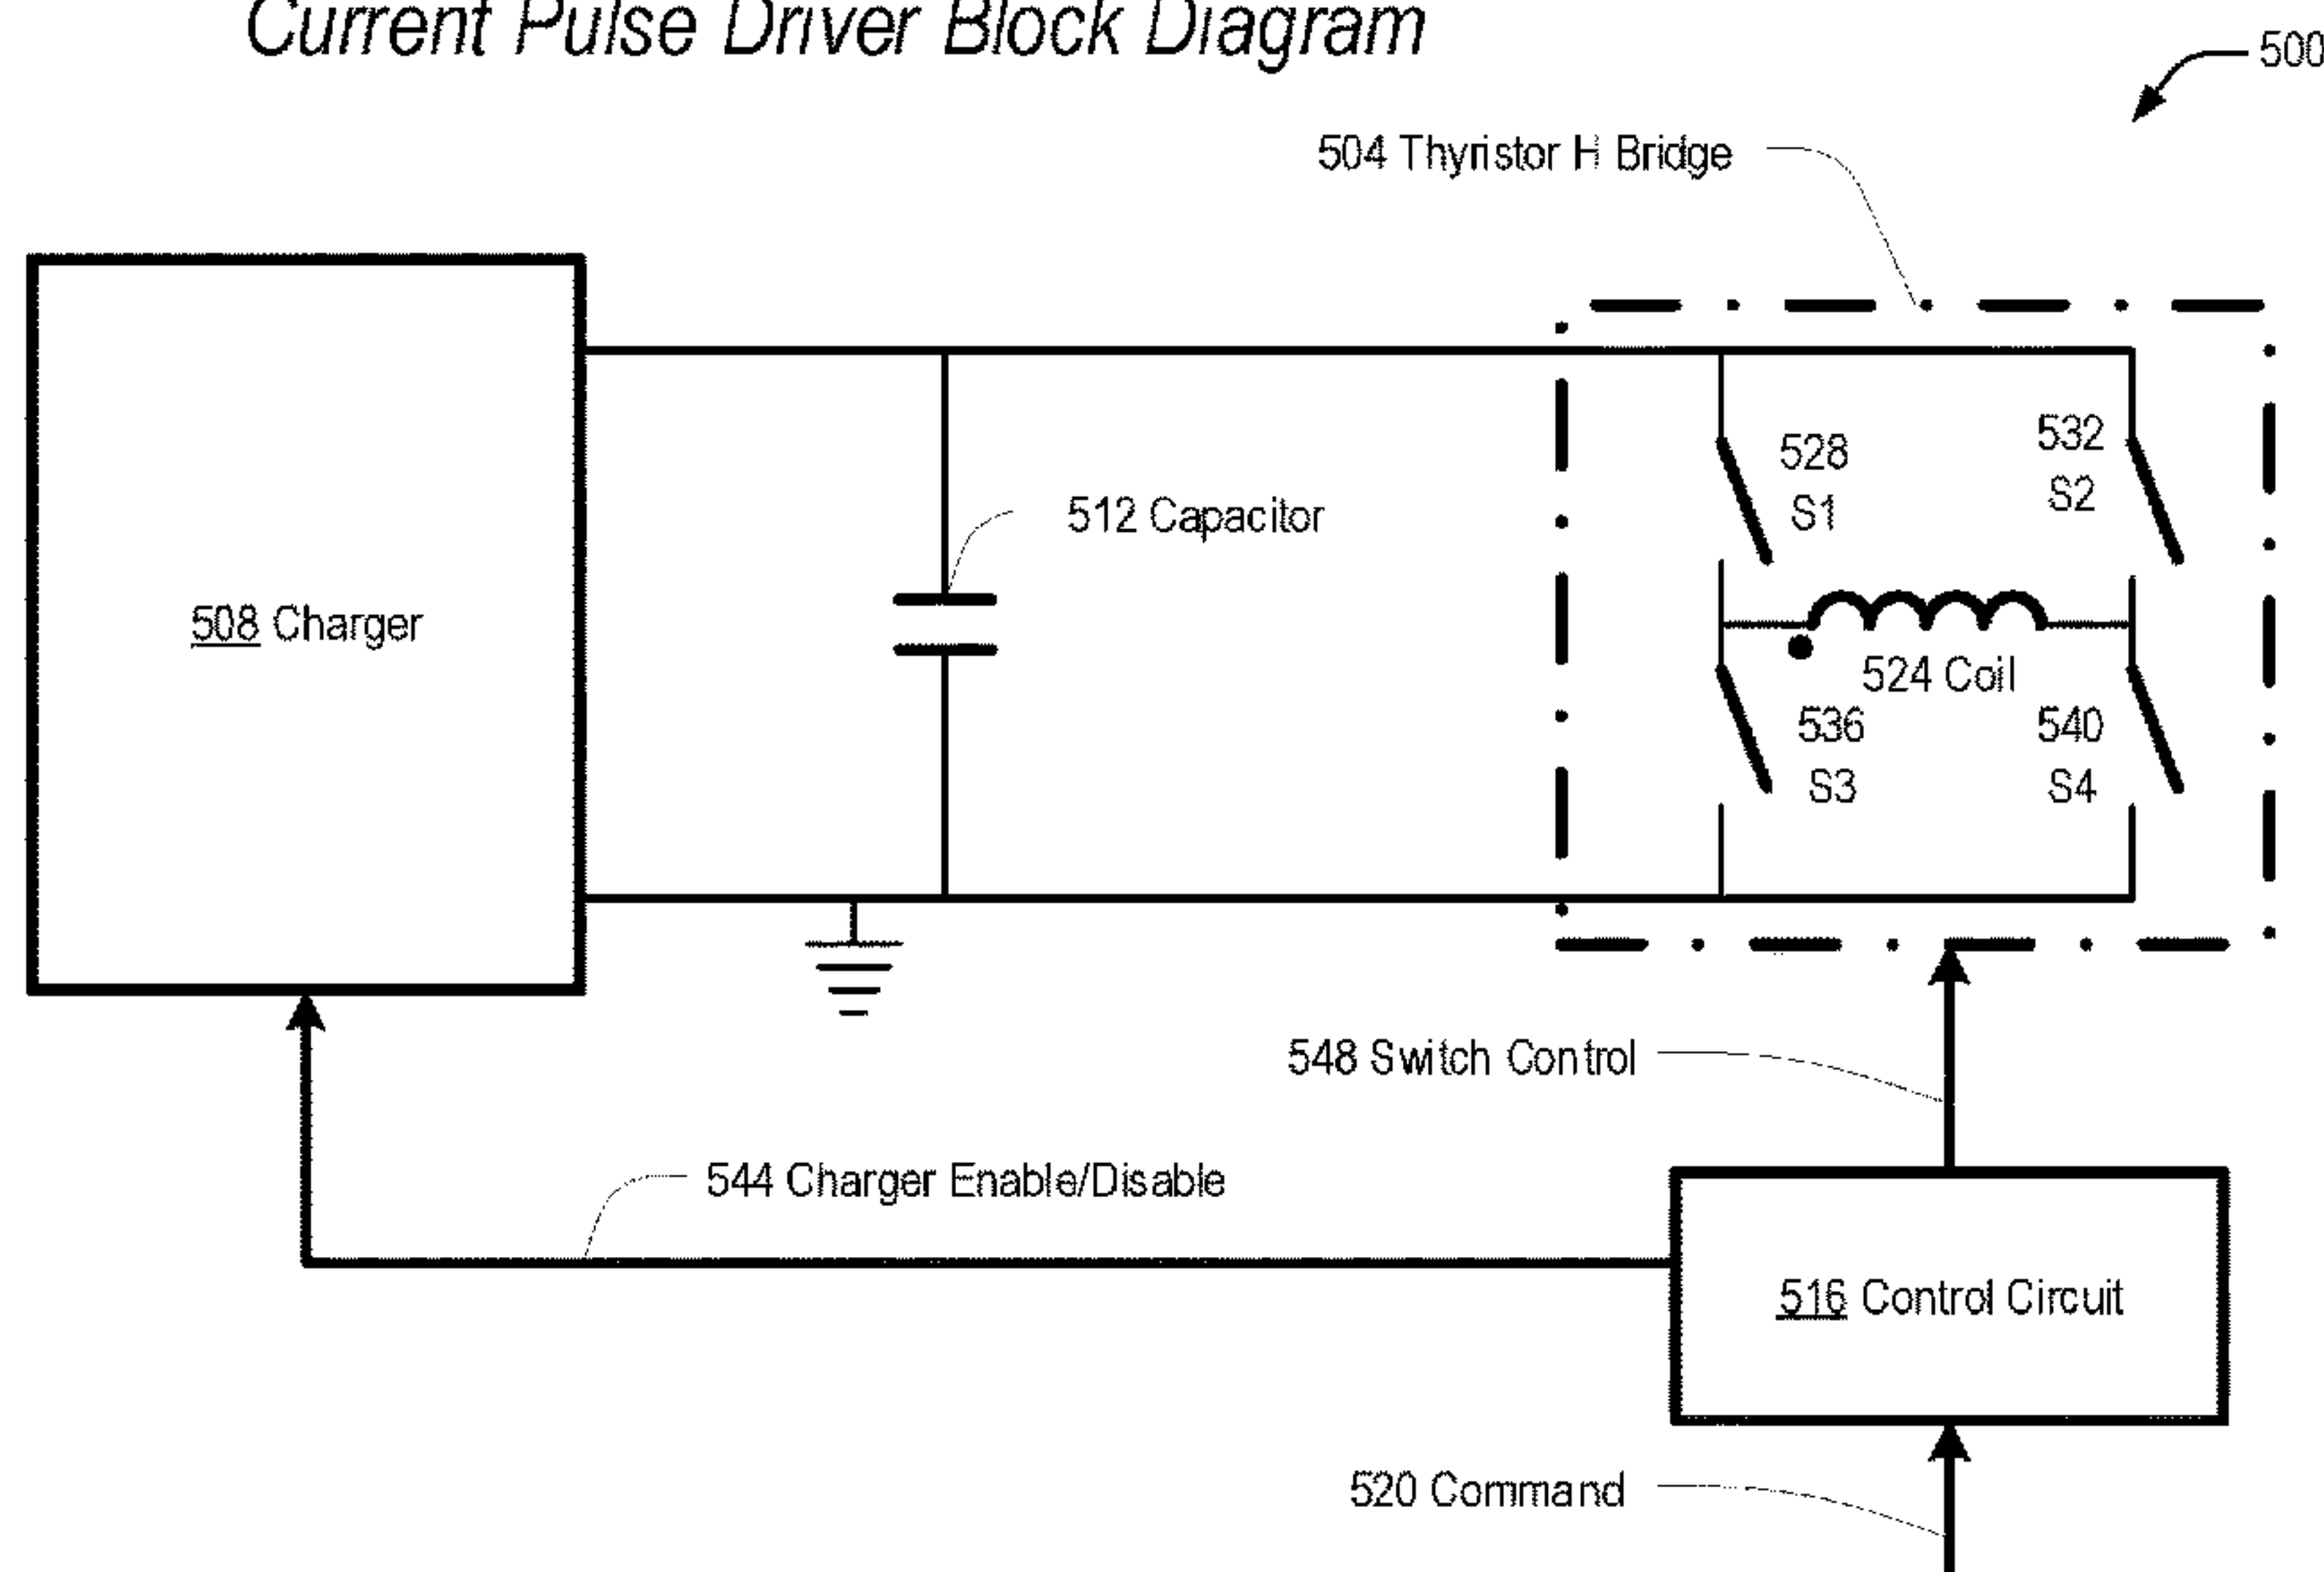 Current Pulse Driver Block Diagram
500
504 Thyristor H Bridge
528
S1
532
S2
512 Capacitor
508 Charger
524 Coil
536
S3
540
S4
548 Switch Control
544 Charger Enable/Disable
516 Control Circuit
520 Command